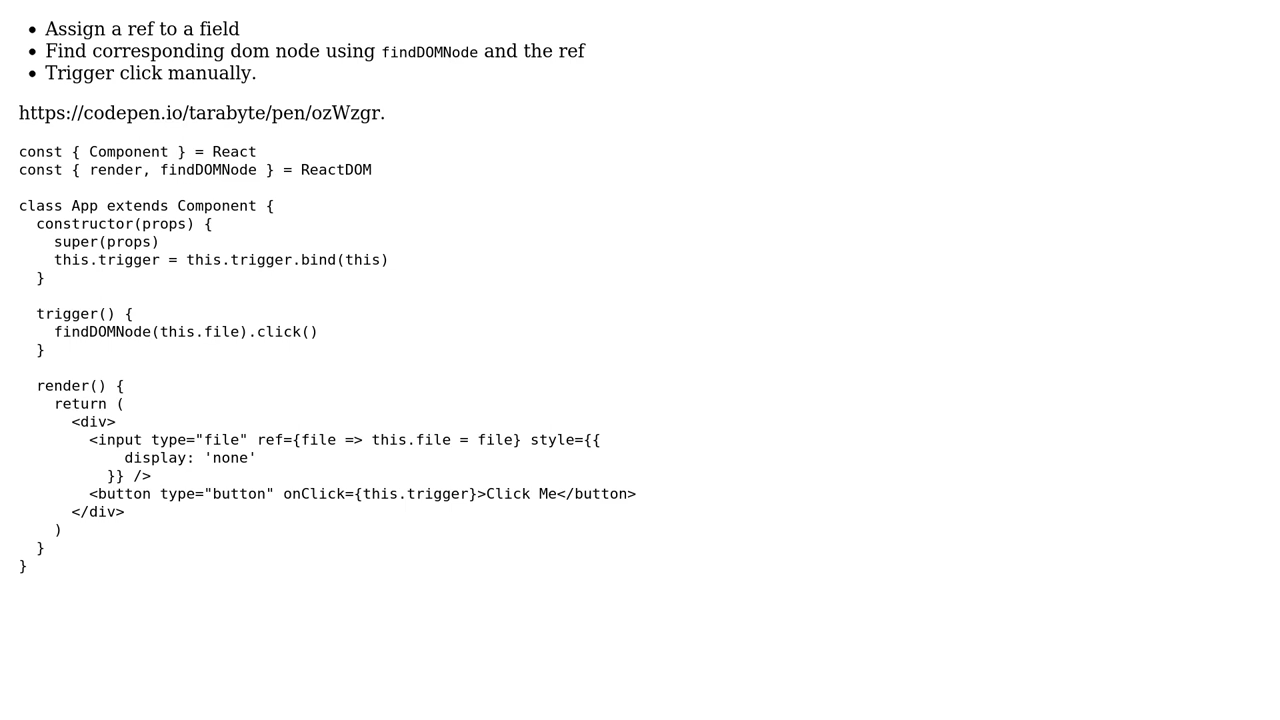 Assign a ref to a field
Find corresponding dom node using findDOMNode and the ref
Trigger click manually.
https://codepen.io/tarabyte/pen/ozWzgr.
const { Component } = React
const { render, findDOMNode } = ReactDOM
class App extends Component {
  constructor(props) {
    super(props)
    this.trigger = this.trigger.bind(this)
  }
  trigger() {
    findDOMNode(this.file).click()
  }
  render() {
    return (
      <div>
        <input type="file" ref={file => this.file = file} style={{
            display: 'none'
          }} />
        <button type="button" onClick={this.trigger}>Click Me</button>
      </div>
    )
  }
}